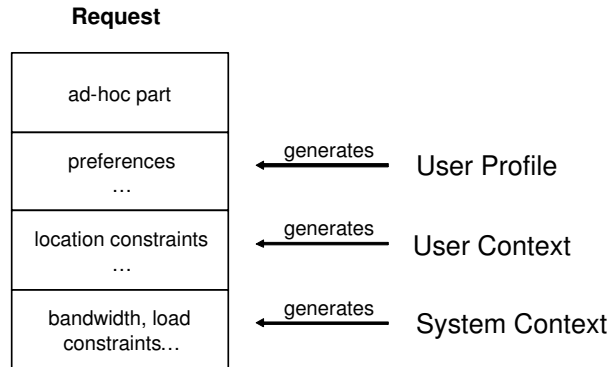 Request
ad-hoc part
preferences
…
generates
User Profile
location constraints
…
generates
User Context
bandwidth, load
constraints…
generates
System Context